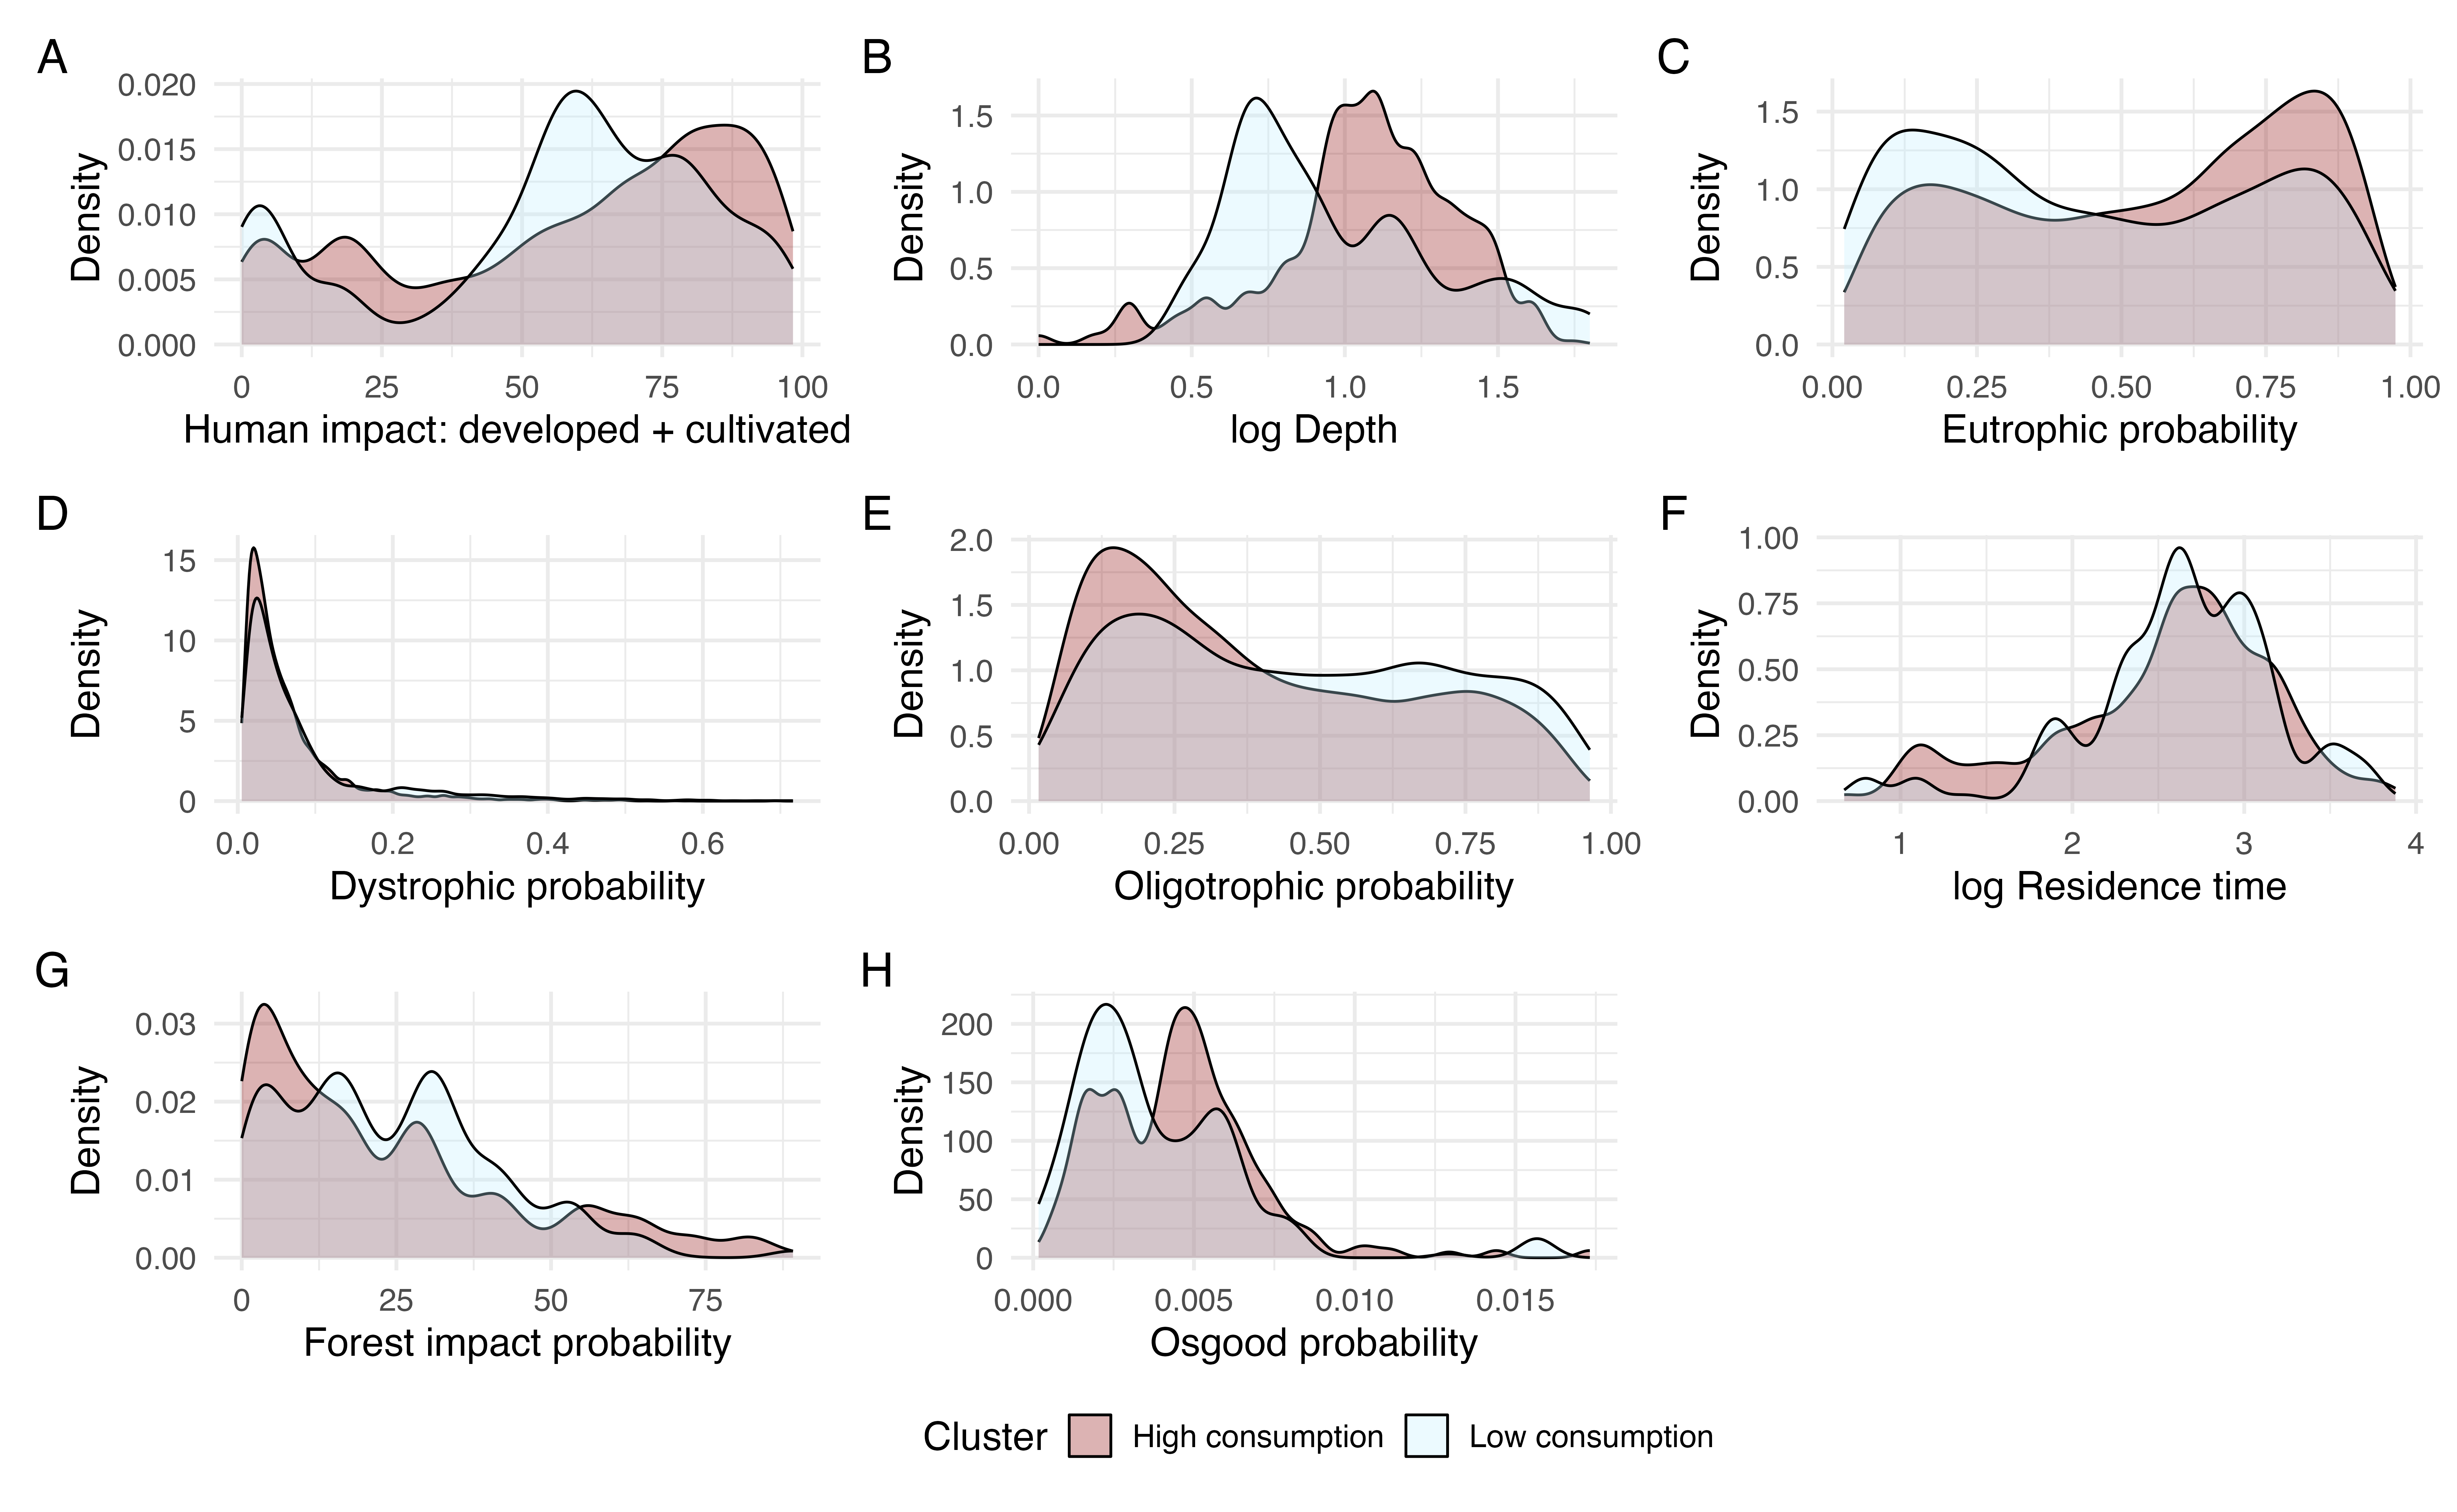 A
B
C
0.020
0.015
0.010
0.005
0.000
Density
0 25 50 75 100
Human impact: developed + cultivated
1.5
1.0
0.5
0.0
Density
0.0 0.5 1.0 1.5
log Depth
1.5
1.0
0.5
0.0
Density
0.00 0.25 0.50 0.75 1.00
Eutrophic probability
D
E
F
15
10
5
0
Density
0.0 0.2 0.4 0.6
Dystrophic probability
2.0
1.5
1.0
0.5
0.0
Density
0.00 0.25 0.50 0.75 1.00
Oligotrophic probability
1.00
0.75
0.50
0.25
0.00
Density
1 2 3 4
log Residence time
G
H
0.03
0.02
0.01
0.00
Density
0 25 50 75
Forest impact probability
200
150
100
50
0
Density
0.000 0.005 0.010 0.015
Osgood probability
Cluster High consumption Low consumption